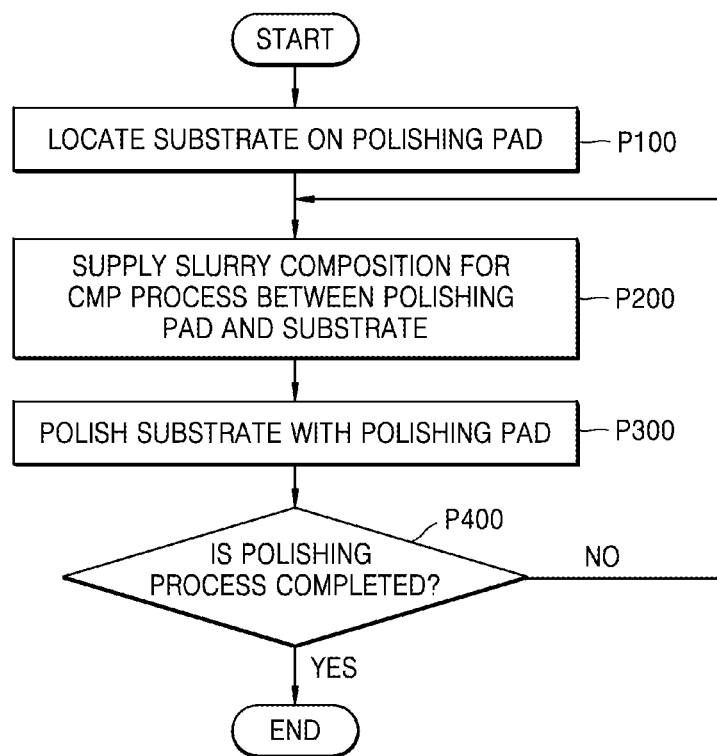 START
LOCATE SUBSTRATE ON POLISHING PAD
P100
SUPPLY SLURRY COMPOSITION FOR
CMP PROCESS BETWEEN POLISHING
PAD AND SUBSTRATE
P200
POLISH SUBSTRATE WITH POLISHING PAD
P300
P400
IS POLISHING
PROCESS COMPLETED?
NO
YES
END